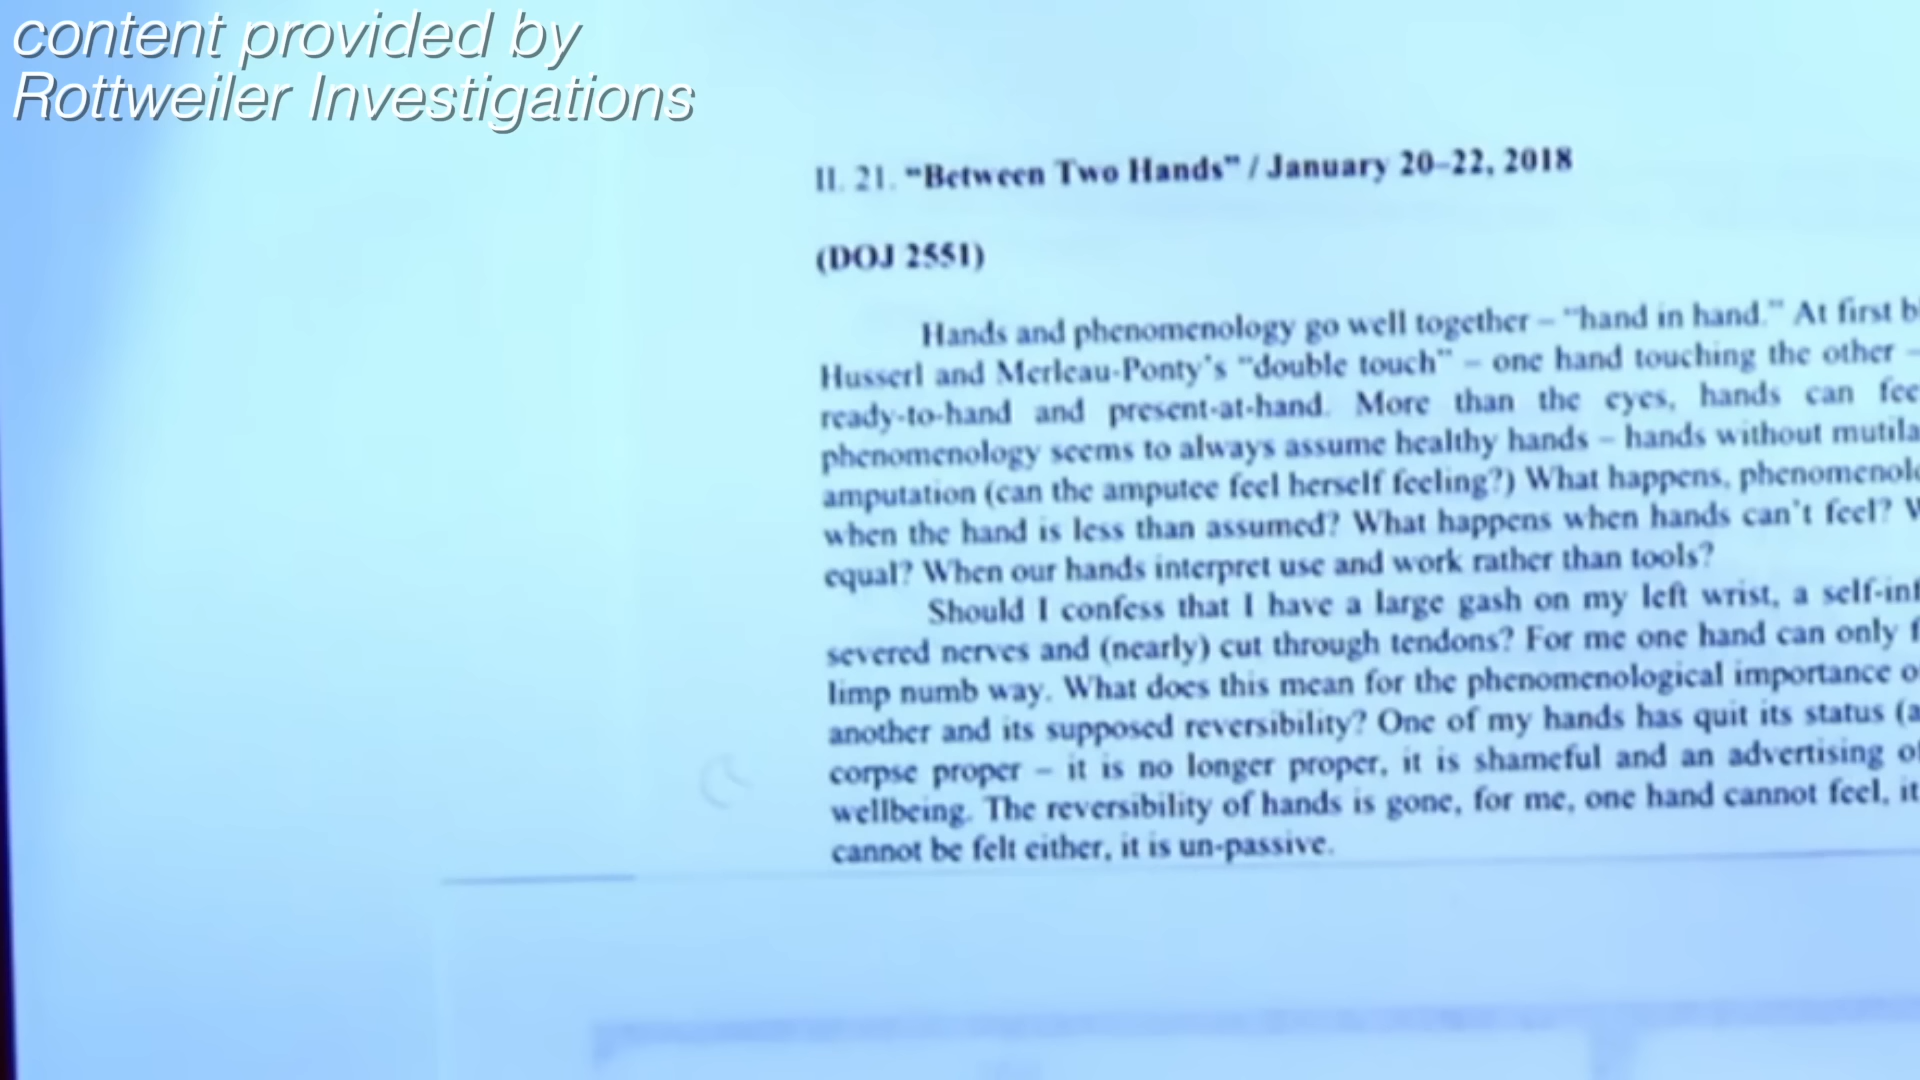 content provided by
Rottweiler Investigations
II. 21. “Between Two Hands” / January 20–22, 2018
(DOJ 2551)
Hands and phenomenology go well together – “hand in hand.” At first
Husserl and Merleau-Ponty’s “double touch” – one hand touching the other –
ready-to-hand and present-at-hand. More than the eyes, hands can
phenomenology seems to always assume healthy hands – hands without
amputation (can the amputee feel herself feeling?) What happens,
when the hand is less than assumed? What happens when hands can’t feel?
equal? When our hands interpret use and work rather than tools?
Should I confess that I have a large gash on my left wrist, a
severed nerves and (nearly) cut through tendons? For me one hand can only
limp numb way. What does this mean for the phenomenological importance
another and its supposed reversibility? One of my hands has quit its status
corpse proper – it is no longer proper, it is shameful and an advertising
wellbeing. The reversibility of hands is gone, for me, one hand cannot feel, it
cannot be felt either, it is un-passive.